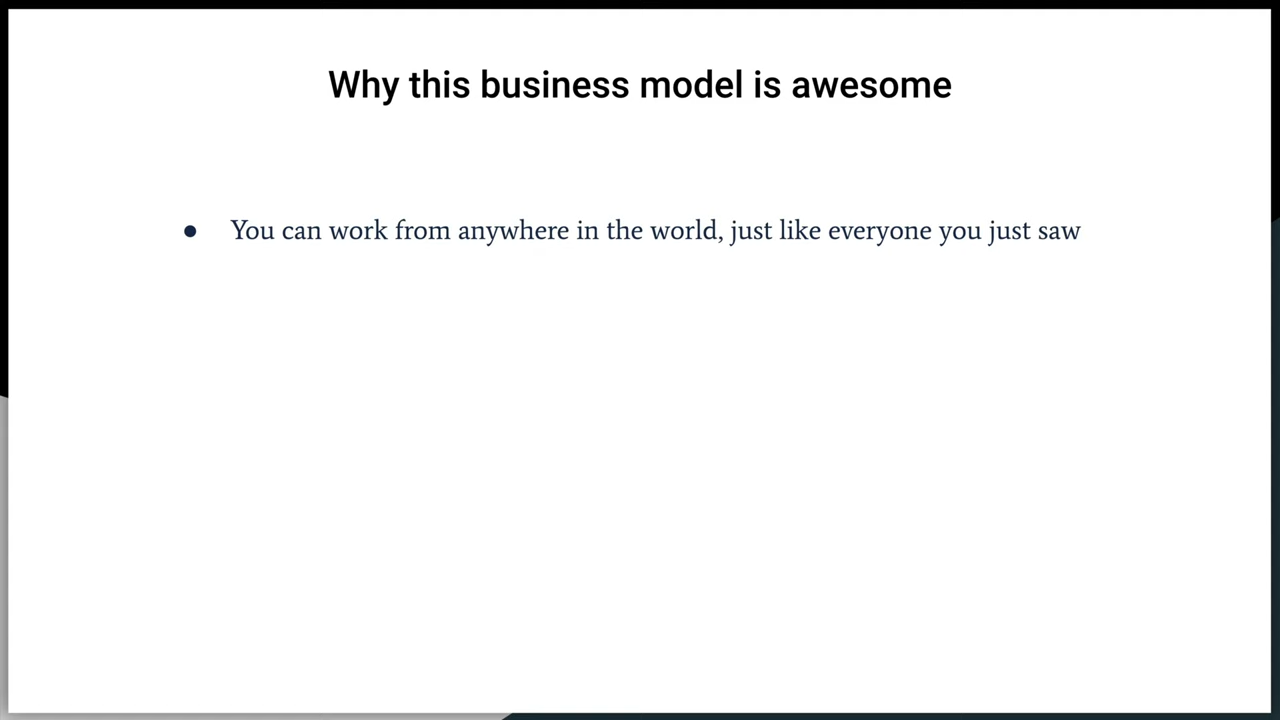 Why this business model is awesome
● You can work from anywhere in the world, just like everyone you just saw